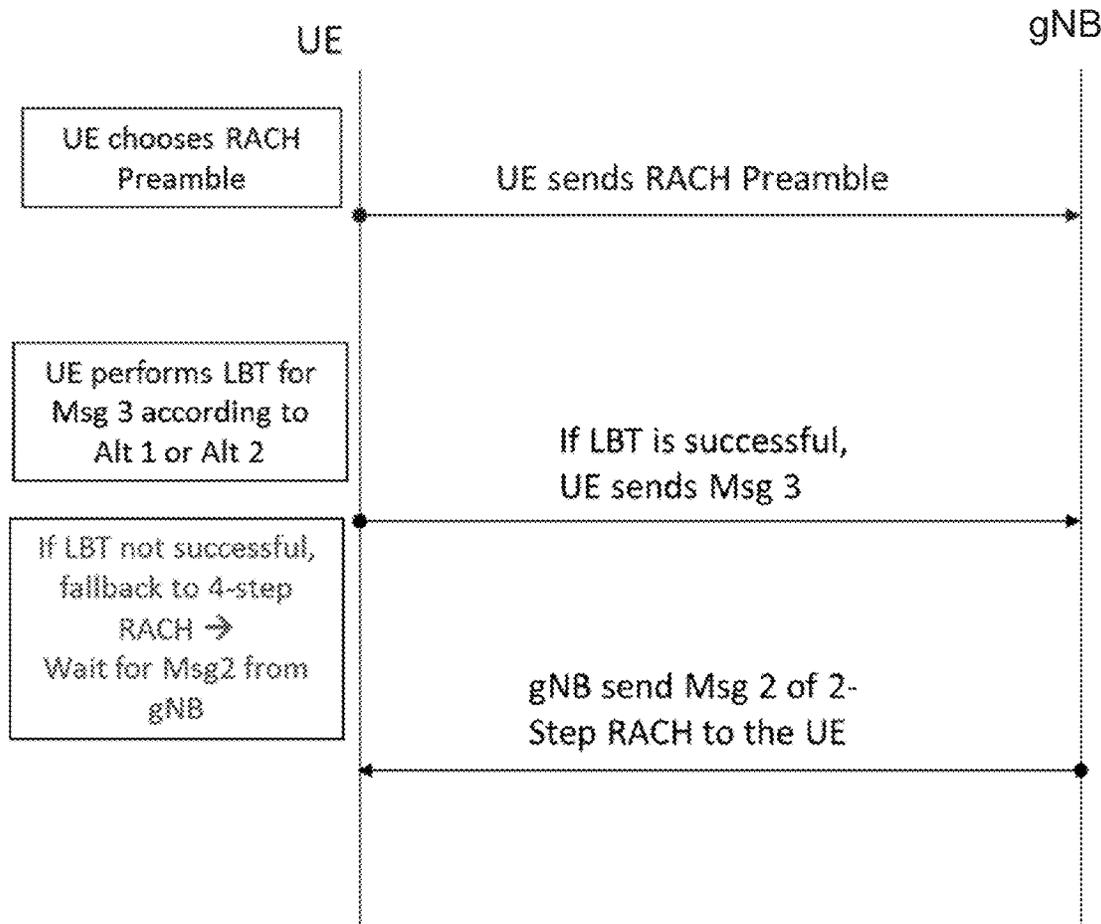 UE
gNB
UE chooses RACH
Preamble
UE sends RACH Preamble
UE performs LBT for
Msg 3 according to
Alt 1 or Alt 2
If LBT is successful,
UE sends Msg 3
If LBT not successful,
fallback to 4-step
RACH →
Wait for Msg2 from
gNB
gNB send Msg 2 of 2-
Step RACH to the UE